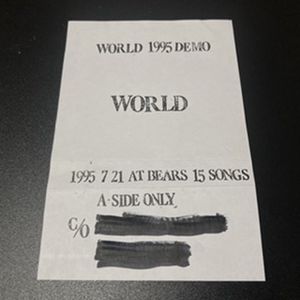 WORLD 1995 DEMO
WORLD
1995 7 21 AT BEARS 15 SONGS
A-SIDE ONLY
C/O